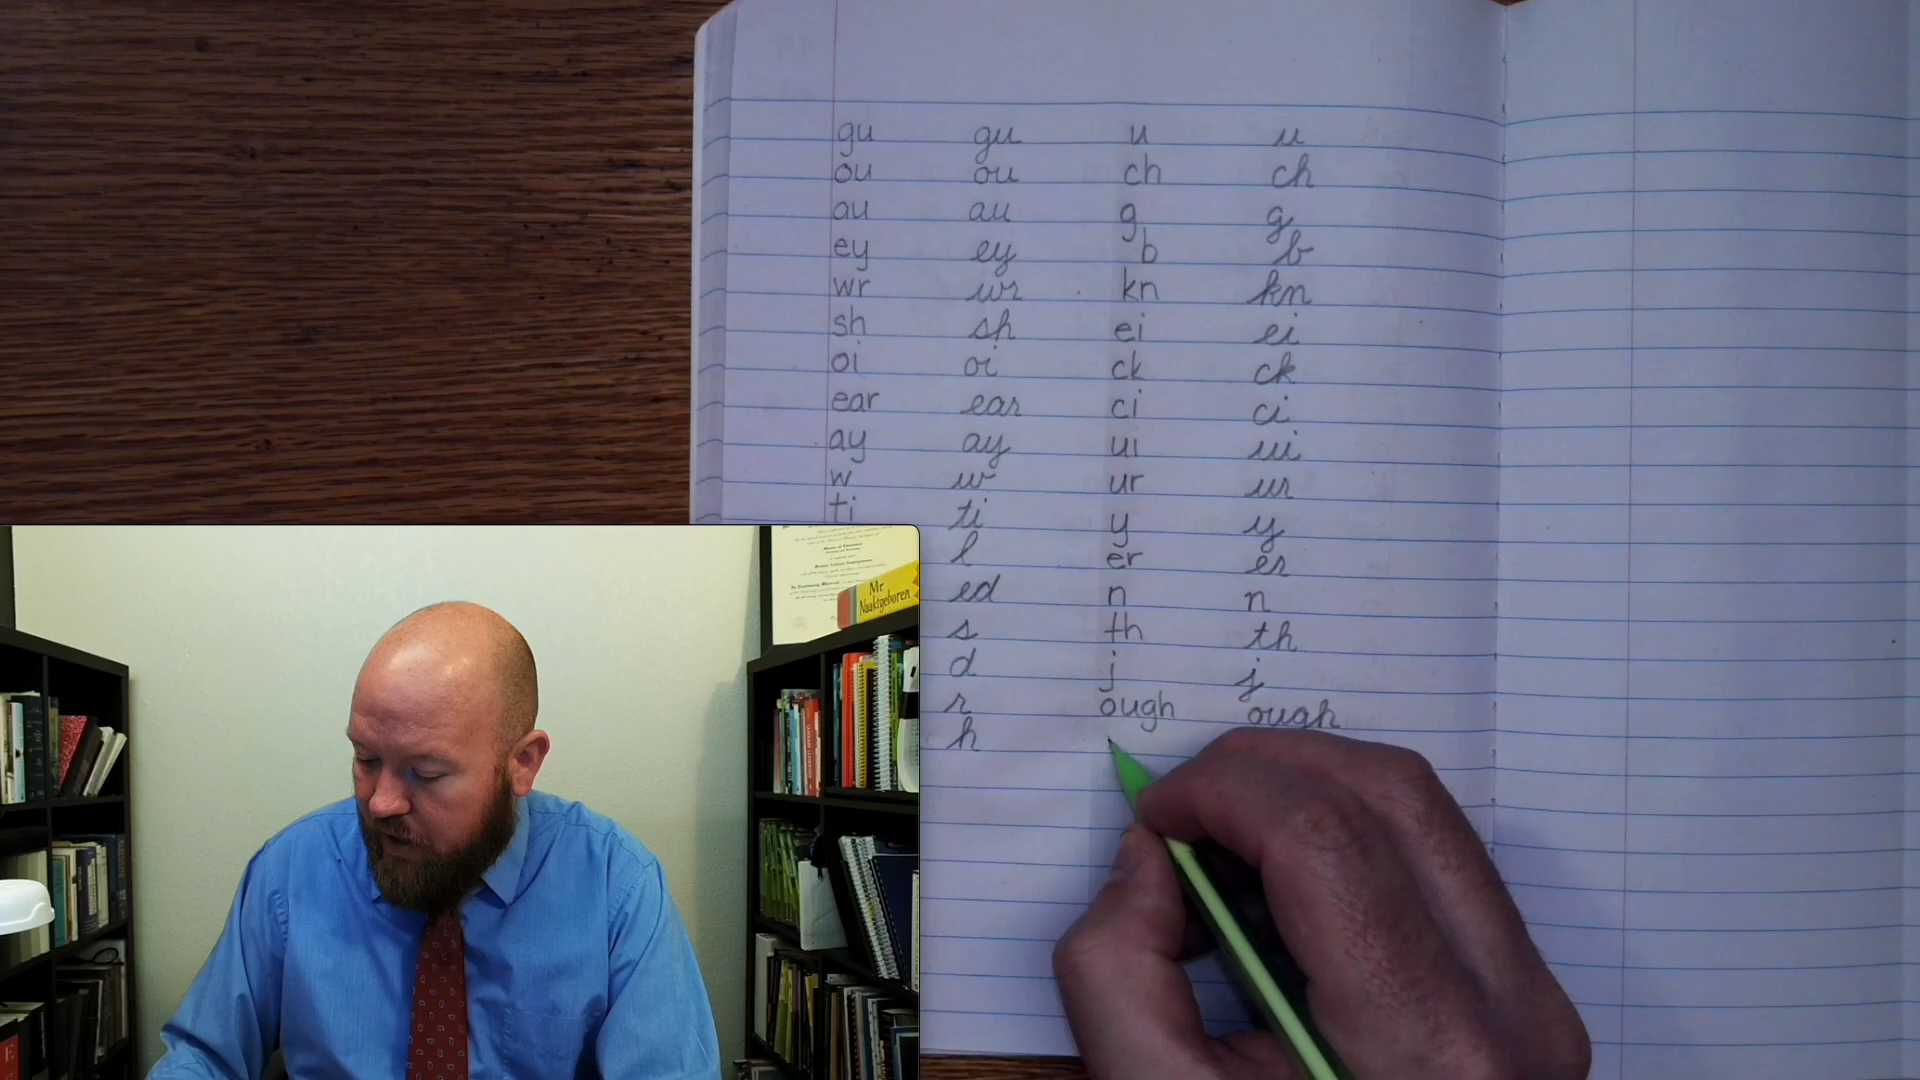 gu gu u u
ou ou ch ch
au au g g
ey ey b b
wr wr kn kn
sh sh ei ei
oi oi ck ck
ear ear ci ci
ay ay ui ui
w w ur ur
ti ti y y
l er er
ed n n
s th th
d j j
r ough ough
h
Mr.
Naaktgeboren